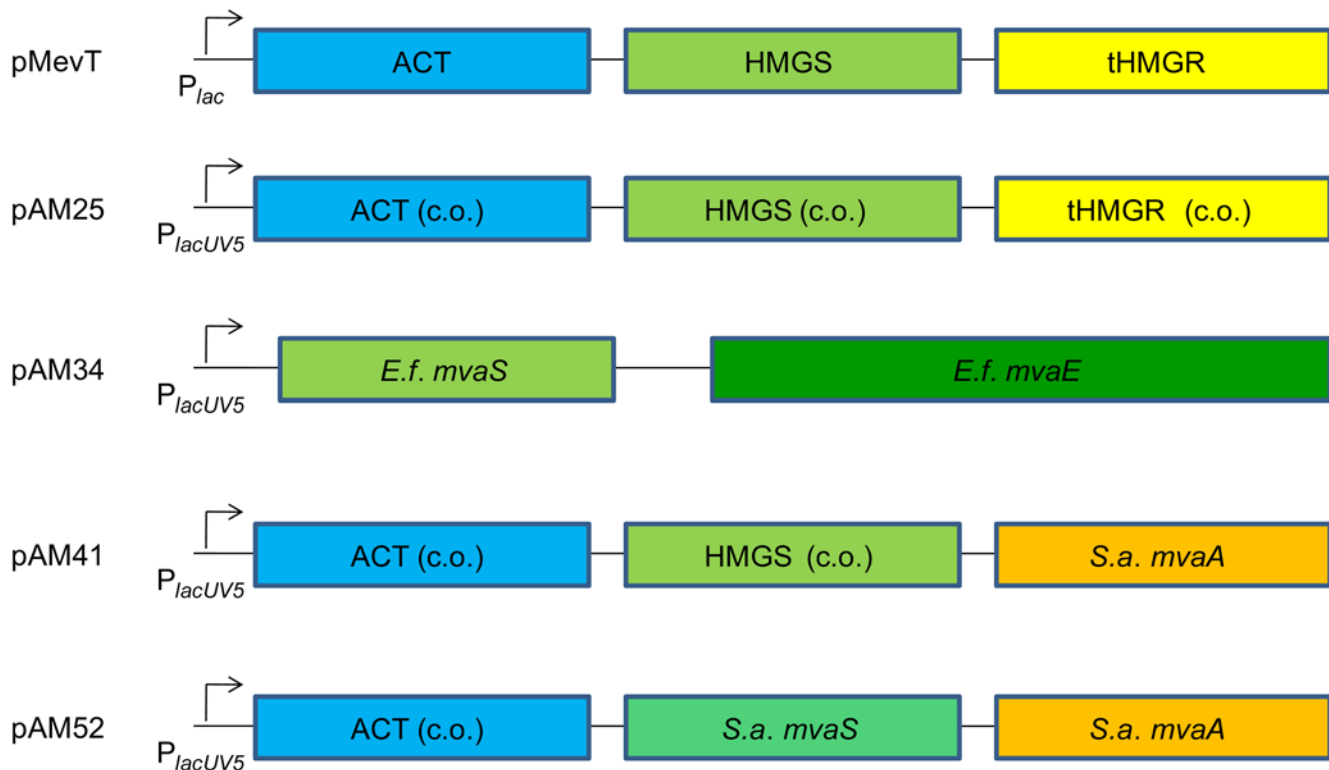 pMevT
ACT HMGS tHMGR
Plac
pAM25
ACT (c.o.) HMGS (c.o.) tHMGR (c.o.)
PlacUV5
pAM34
E.f. mvaS E.f. mvaE
PlacUV5
pAM41
ACT (c.o.) HMGS (c.o.) S.a. mvaA
PlacUV5
pAM52
ACT (c.o.) S.a. mvaS S.a. mvaA
PlacUV5